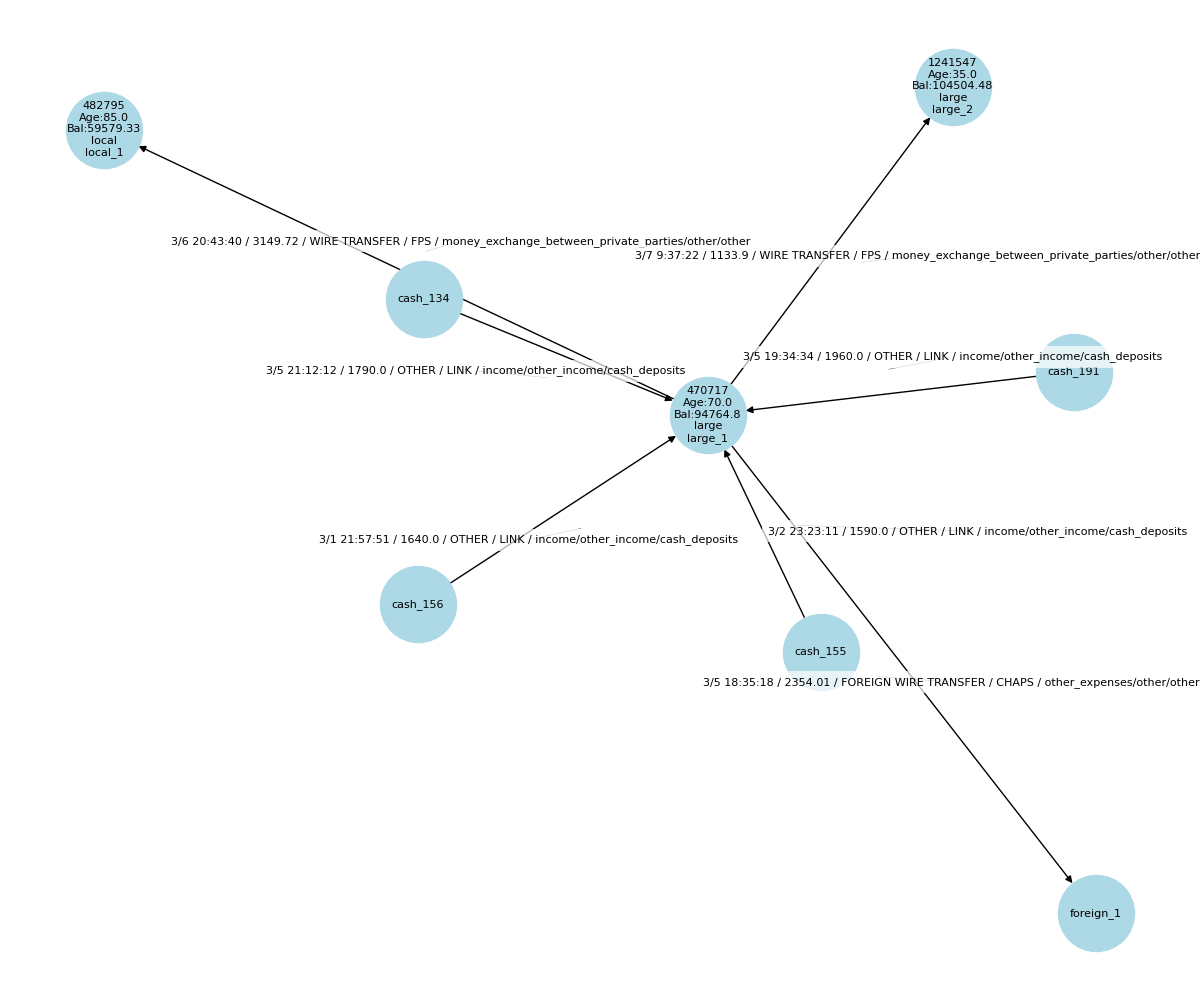 1241547
Age:35.0
Bal:104504.48
large
large_2
482795
Age:85.0
Bal:59579.33
local
local_1
3/6 20:43:40 / 3149.72 / WIRE TRANSFER / FPS / money_exchange_between_private_parties/other/other
3/7 9:37:22 / 1133.9 / WIRE TRANSFER / FPS / money_exchange_between_private_parties/other/other
cash_134
3/5 19:34:34 / 1960.0 / OTHER / LINK / income/other_income/cash_deposits
cash_191
3/5 21:12:12 / 1790.0 / OTHER / LINK / income/other_income/cash_deposits
470717
Age:70.0
Bal:94764.8
large
large_1
3/2 23:23:11 / 1590.0 / OTHER / LINK / income/other_income/cash_deposits
3/1 21:57:51 / 1640.0 / OTHER / LINK / income/other_income/cash_deposits
cash_156
cash_155
3/5 18:35:18 / 2354.01 / FOREIGN WIRE TRANSFER / CHAPS / other_expenses/other/other
foreign_1